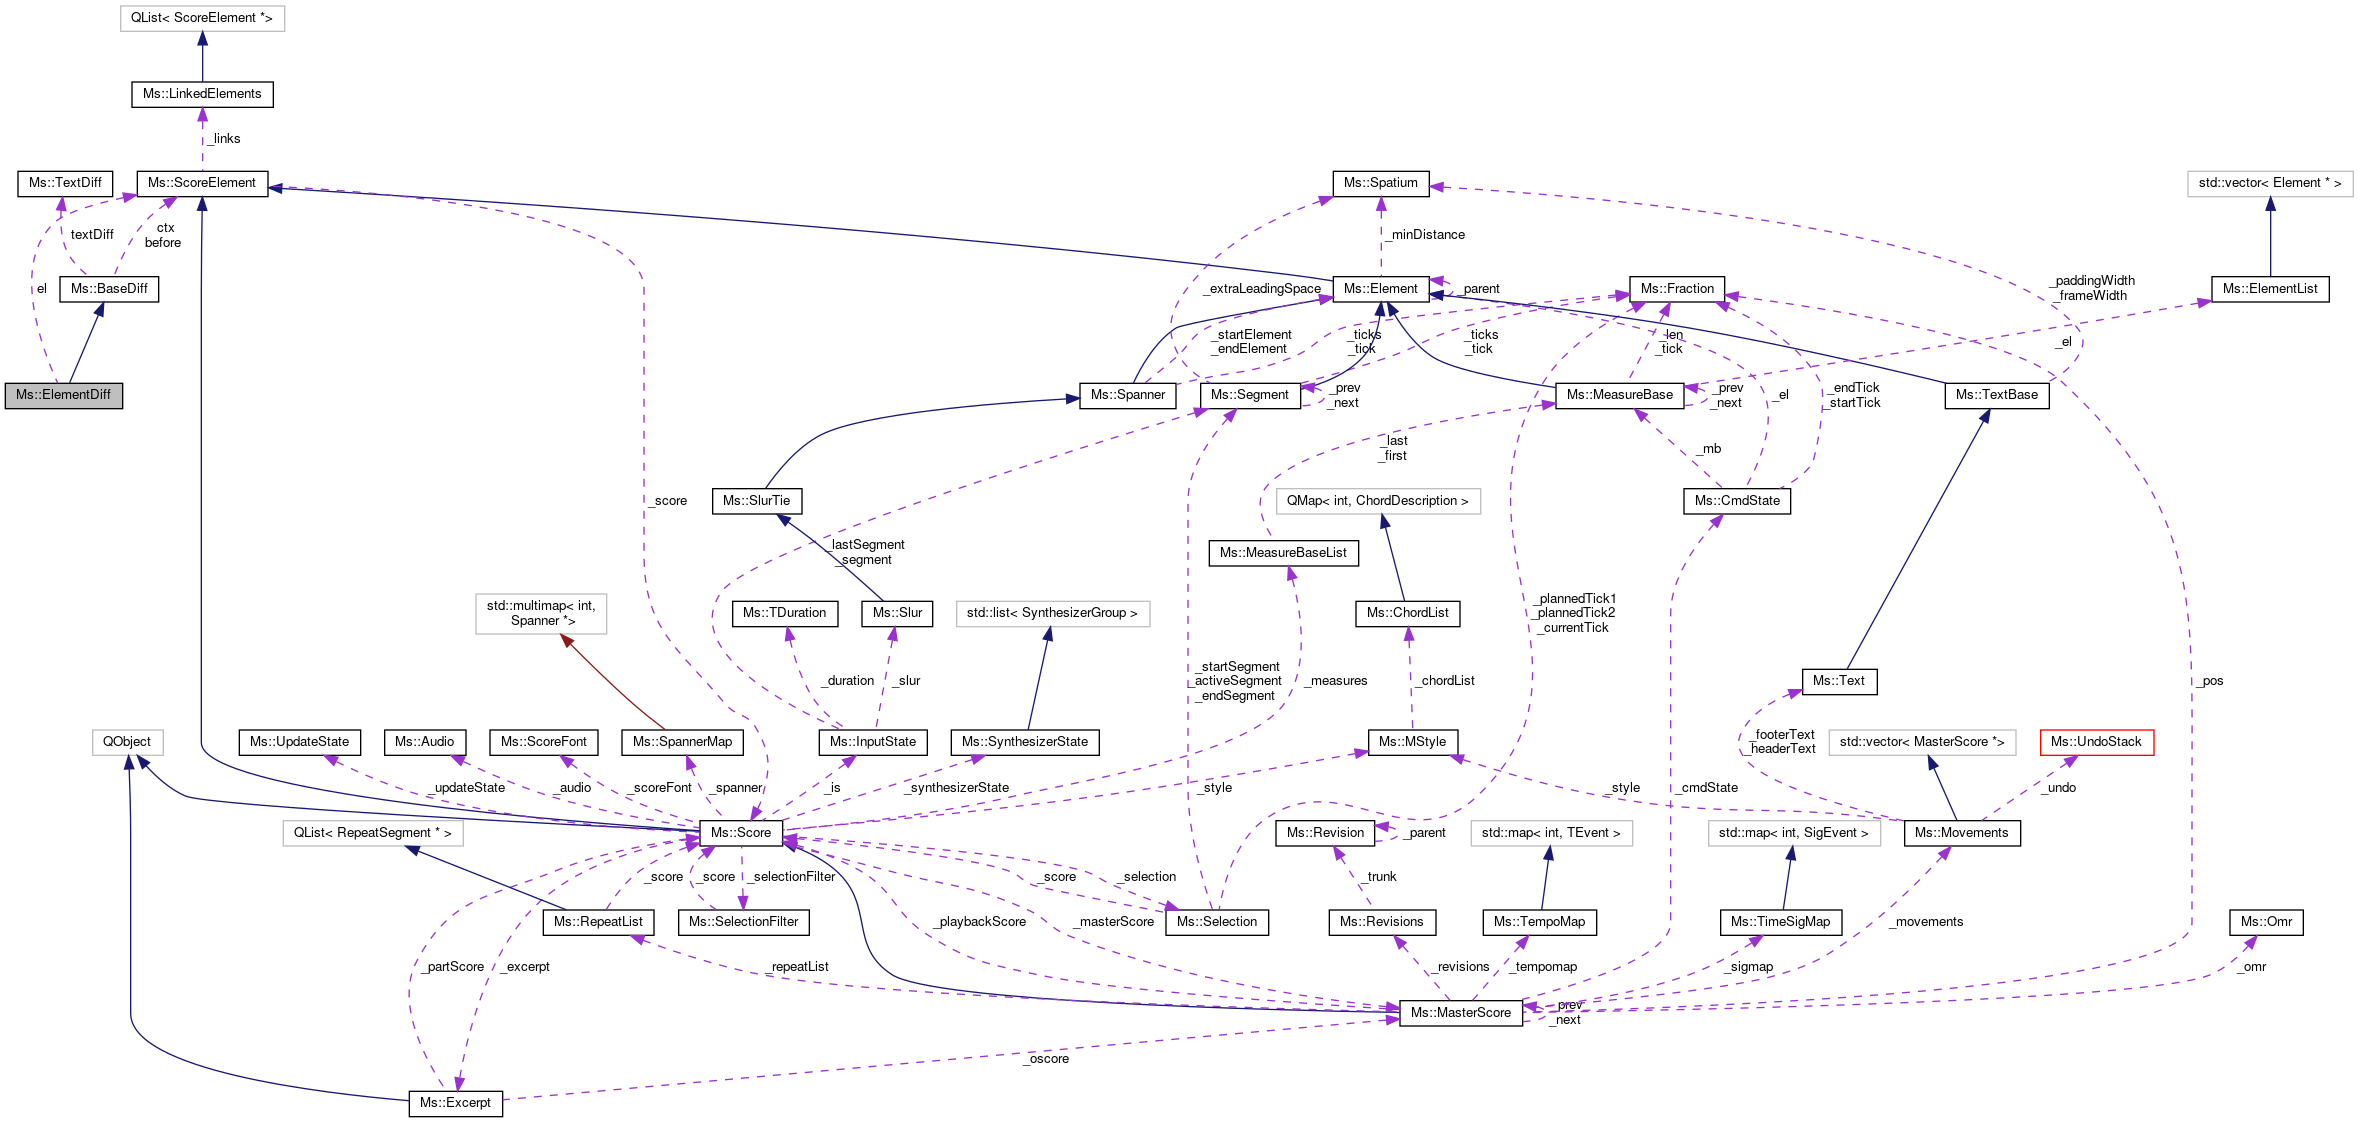 QList< ScoreElement *>
Ms::LinkedElements
_links
Ms::TextDiff
Ms::ScoreElement
Ms::Spatium
std::vector< Element * >
textDiff
ctx
before
_minDistance
el
Ms::BaseDiff
_extraLeadingSpace
Ms::Element
_parent
Ms::Fraction
_paddingWidth
_frameWidth
Ms::ElementList
_startElement
_endElement
_ticks
_tick
_ticks
_tick
_len
_tick
_el
Ms::ElementDiff
Ms::Spanner
Ms::Segment
_prev
_next
Ms::MeasureBase
_prev
_next
_el
_endTick
_startTick
Ms::TextBase
_last
_first
_mb
_score
Ms::SlurTie
QMap< int, ChordDescription >
Ms::CmdState
_lastSegment
_segment
Ms::MeasureBaseList
std::multimap< int,
Spanner *>
Ms::TDuration
Ms::Slur
std::list< SynthesizerGroup >
Ms::ChordList
_plannedTick1
_plannedTick2
_currentTick
_duration
_slur
_startSegment
_activeSegment
_endSegment
_measures
_chordList
Ms::Text
_pos
QObject
Ms::UpdateState
Ms::Audio
Ms::ScoreFont
Ms::SpannerMap
Ms::InputState
Ms::SynthesizerState
Ms::MStyle
_footerText
_headerText
std::vector< MasterScore *>
Ms::UndoStack
_updateState
_audio
_scoreFont
_spanner
_is
_synthesizerState
_style
_style
_cmdState
_undo
QList< RepeatSegment * >
Ms::Score
Ms::Revision
_parent
std::map< int, TEvent >
std::map< int, SigEvent >
Ms::Movements
_score
_score
_selectionFilter
_score
_selection
_trunk
Ms::RepeatList
Ms::SelectionFilter
_playbackScore
_masterScore
Ms::Selection
Ms::Revisions
Ms::TempoMap
Ms::TimeSigMap
_movements
Ms::Omr
_partScore
_excerpt
_repeatList
_revisions
_tempomap
_sigmap
_omr
Ms::MasterScore
_prev
_next
_oscore
Ms::Excerpt